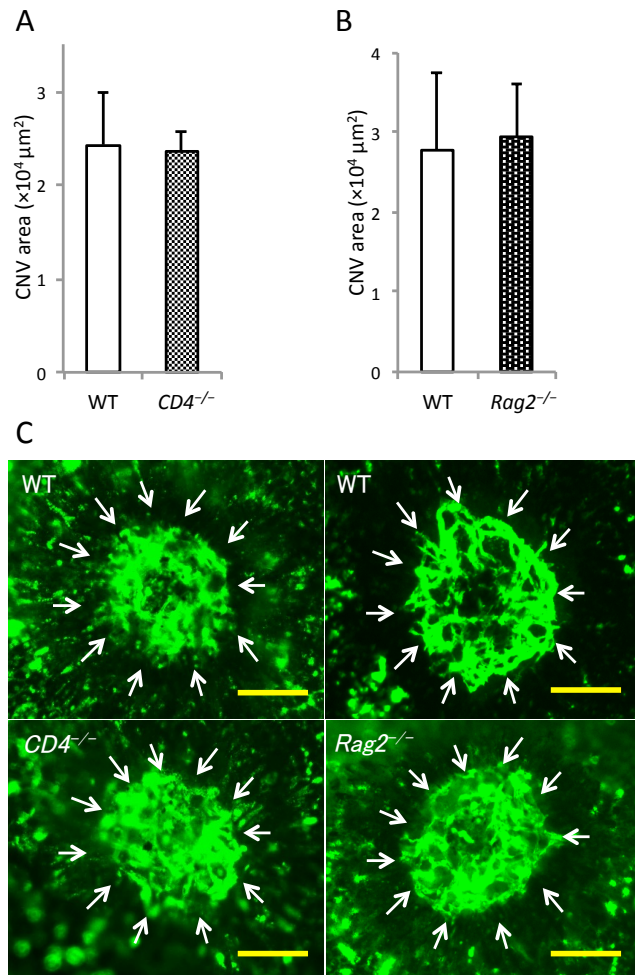 A
CNV area (×10⁴ μm²)
3
2
1
0
WT
CD4⁻/⁻
B
CNV area (×10⁴ μm²)
4
3
2
1
0
WT
Rag2⁻/⁻
C
WT
WT
CD4⁻/⁻
Rag2⁻/⁻